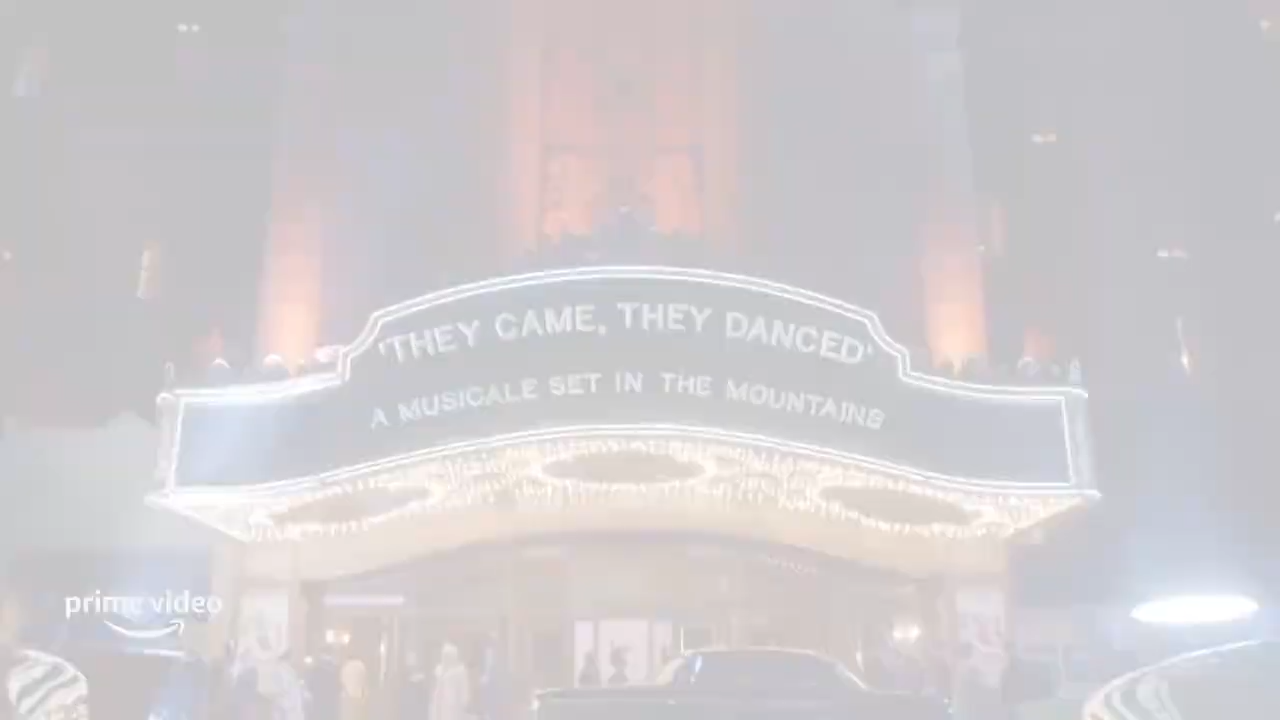 'THEY CAME, THEY DANCED'
A MUSICALE SET IN THE MOUNTAINS
prime video